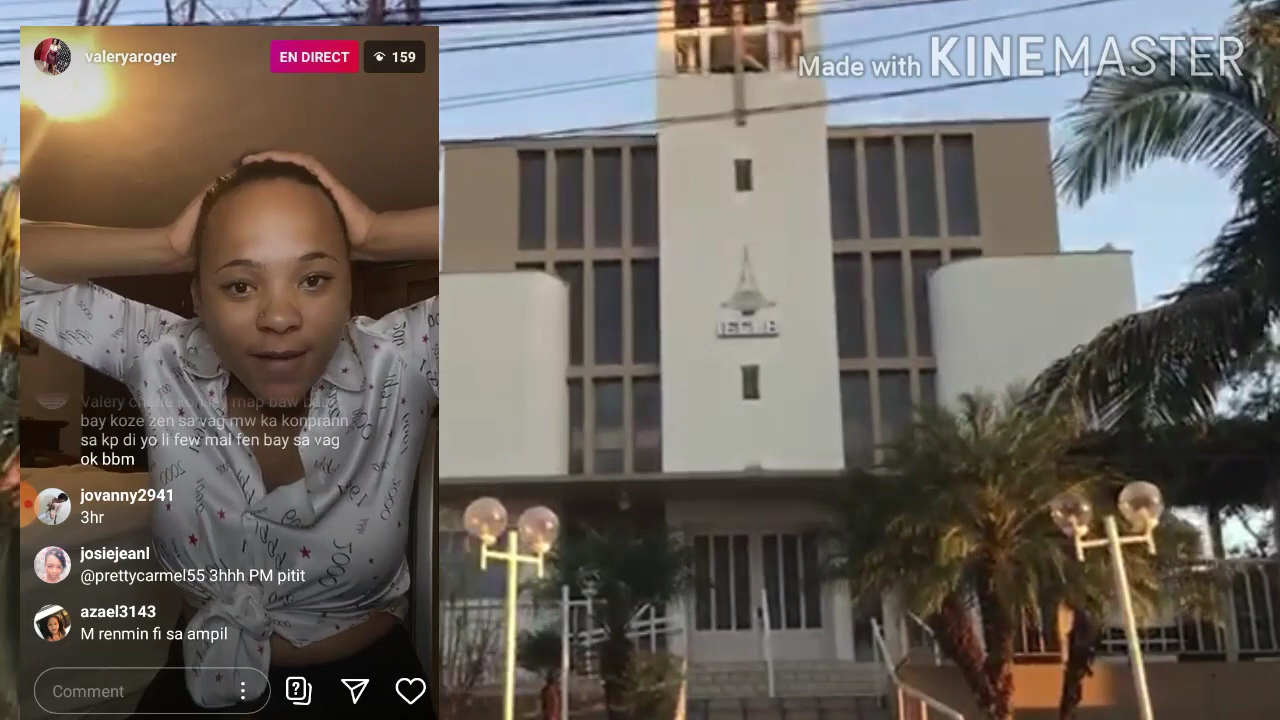 valeryaroger
EN DIRECT
159
Made with KINEMASTER
bay koze zen sa vag mw ka konprann
sa kp di yo li few mal fen bay sa vag
ok bbm
jovanny2941
3hr
josiejeanl
@prettycarmel55 3hhh PM pitit
azael3143
M renmin fi sa ampil
Comment